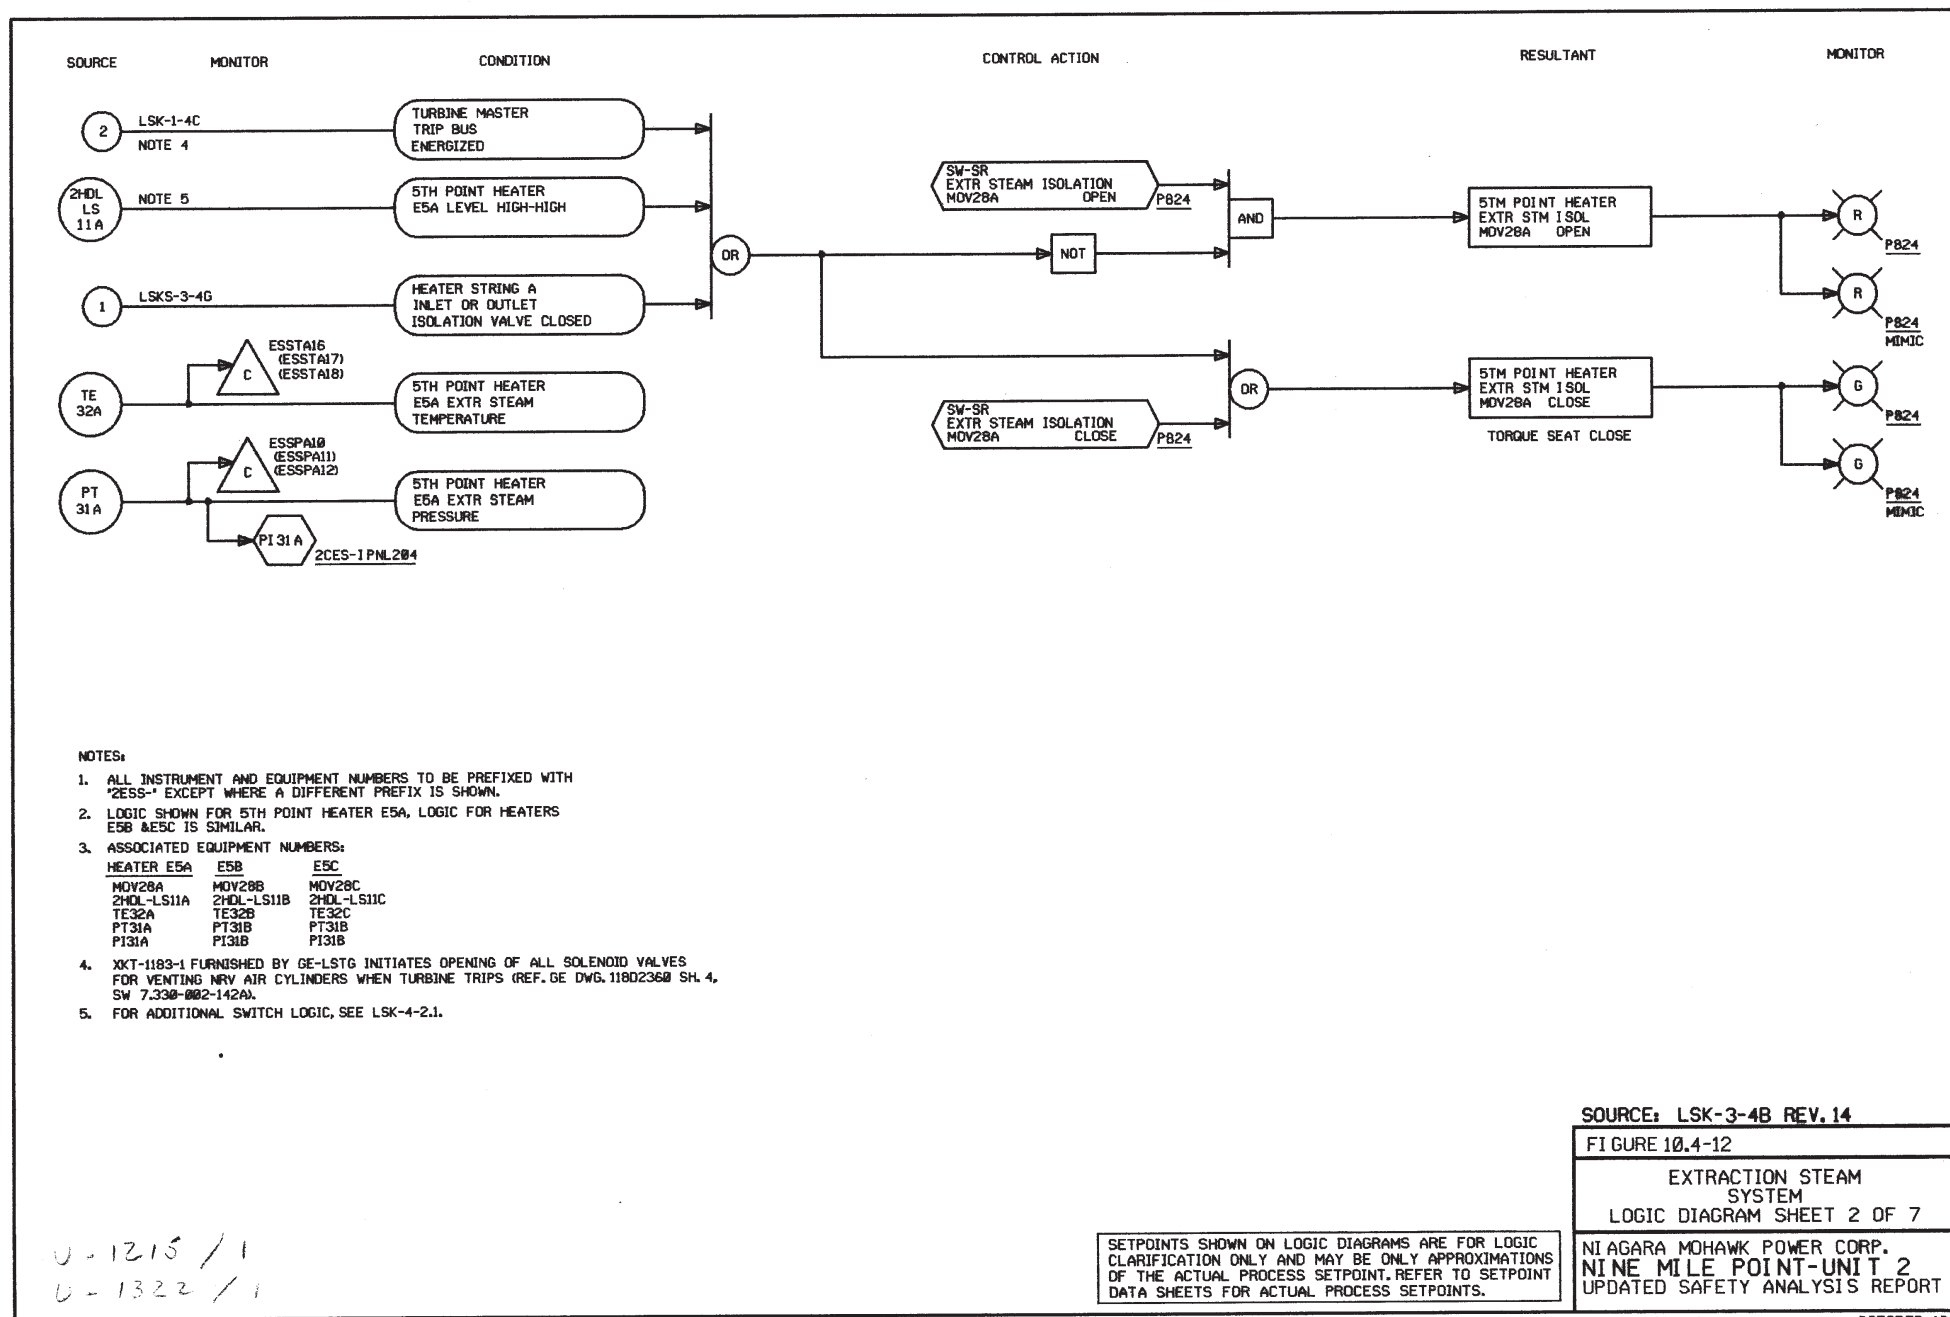 SOURCE MONITOR CONDITION CONTROL ACTION RESULTANT MONITOR
2
LSK-1-4C
NOTE 4
TURBINE MASTER
TRIP BUS
ENERGIZED
2HDL
LS
11A
NOTE 5
5TH POINT HEATER
E5A LEVEL HIGH-HIGH
1
LSKS-3-4G
HEATER STRING A
INLET OR OUTLET
ISOLATION VALVE CLOSED
OR
TE
32A
C
ESSTA16
(ESSTA17)
(ESSTA18)
5TH POINT HEATER
E5A EXTR STEAM
TEMPERATURE
PT
31A
C
ESSPA10
(ESSPA11)
(ESSPA12)
5TH POINT HEATER
E5A EXTR STEAM
PRESSURE
PI31A
2CES-IPNL204
SW-SR
EXTR STEAM ISOLATION
MOV28A OPEN
P824
NOT
AND
5TM POINT HEATER
EXTR STM ISOL
MOV28A OPEN
R
P824
R
P824
MIMIC
SW-SR
EXTR STEAM ISOLATION
MOV28A CLOSE
P824
OR
5TM POINT HEATER
EXTR STM ISOL
MOV28A CLOSE
TORQUE SEAT CLOSE
G
P824
G
P824
MIMIC
NOTES:
1. ALL INSTRUMENT AND EQUIPMENT NUMBERS TO BE PREFIXED WITH
"2ESS-" EXCEPT WHERE A DIFFERENT PREFIX IS SHOWN.
2. LOGIC SHOWN FOR 5TH POINT HEATER E5A, LOGIC FOR HEATERS
E5B &E5C IS SIMILAR.
3. ASSOCIATED EQUIPMENT NUMBERS:
HEATER E5A E5B E5C
MOV28A MOV28B MOV28C
2HDL-LS11A 2HDL-LS11B 2HDL-LS11C
TE32A TE32B TE32C
PT31A PT31B PT31B
PI31A PI31B PI31B
4. XKT-1183-1 FURNISHED BY GE-LSTG INITIATES OPENING OF ALL SOLENOID VALVES
FOR VENTING NRV AIR CYLINDERS WHEN TURBINE TRIPS (REF. GE DWG. 118D2360 SH. 4,
SW 7.330-002-142A).
5. FOR ADDITIONAL SWITCH LOGIC, SEE LSK-4-2.1.
U-1215/1
U-1322/1
SETPOINTS SHOWN ON LOGIC DIAGRAMS ARE FOR LOGIC
CLARIFICATION ONLY AND MAY BE ONLY APPROXIMATIONS
OF THE ACTUAL PROCESS SETPOINT. REFER TO SETPOINT
DATA SHEETS FOR ACTUAL PROCESS SETPOINTS.
SOURCE: LSK-3-4B REV. 14
FIGURE 10.4-12
EXTRACTION STEAM
SYSTEM
LOGIC DIAGRAM SHEET 2 OF 7
NIAGARA MOHAWK POWER CORP.
NINE MILE POINT-UNIT 2
UPDATED SAFETY ANALYSIS REPORT